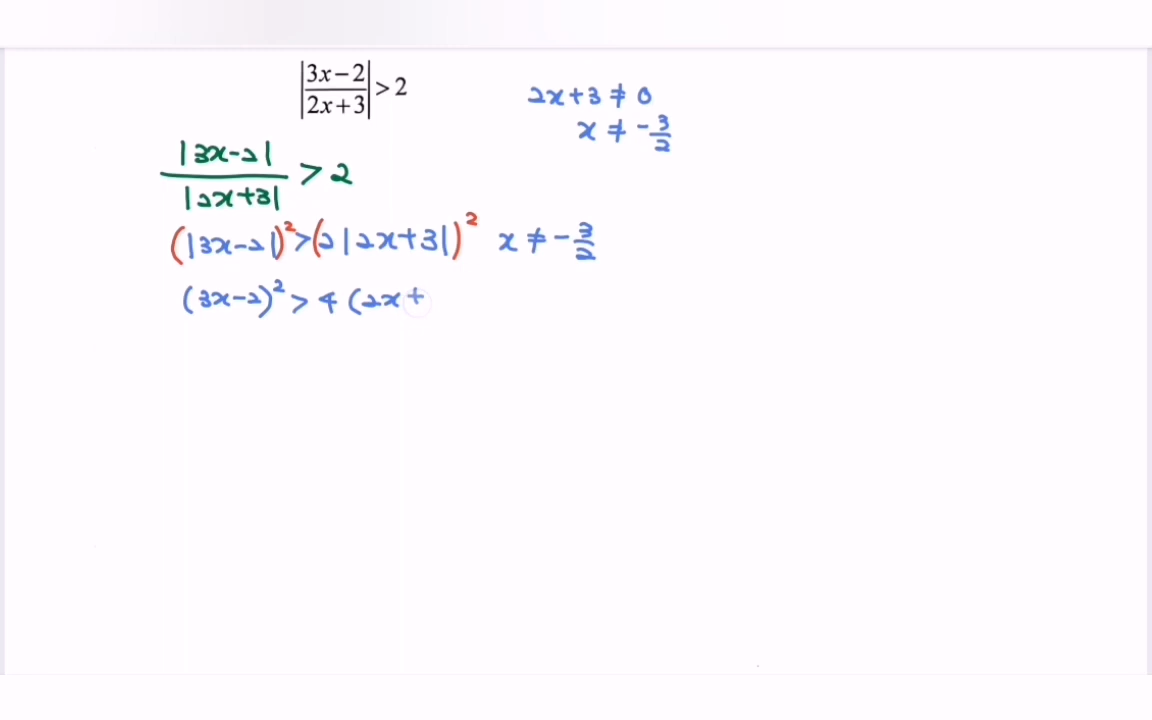 |3x−2 / 2x+3| > 2
2x+3 ≠ 0
x ≠ −3/2
|3x−2| / |2x+3| > 2
(|3x−2|)² > (2|2x+3|)² x ≠ −3/2
(3x−2)² > 4(2x+